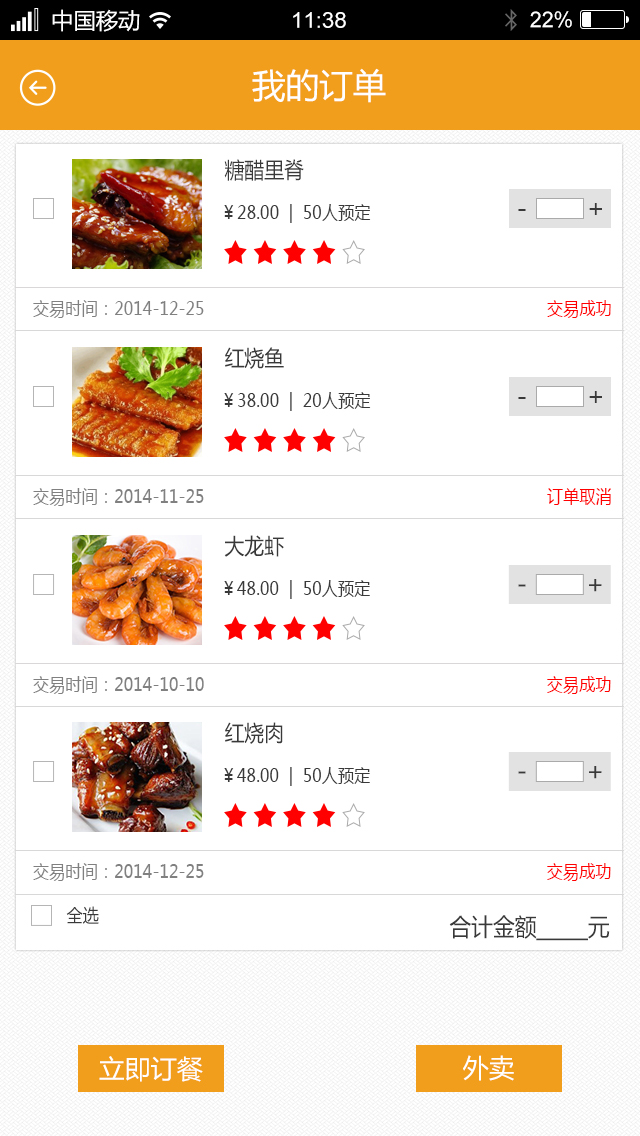 中国移动 11:38 22%
我的订单
糖醋里脊
¥ 28.00 | 50人预定
- +
交易时间：2014-12-25 交易成功
红烧鱼
¥ 38.00 | 20人预定
- +
交易时间：2014-11-25 订单取消
大龙虾
¥ 48.00 | 50人预定
- +
交易时间：2014-10-10 交易成功
红烧肉
¥ 48.00 | 50人预定
- +
交易时间：2014-12-25 交易成功
全选
合计金额_____元
立即订餐 外卖